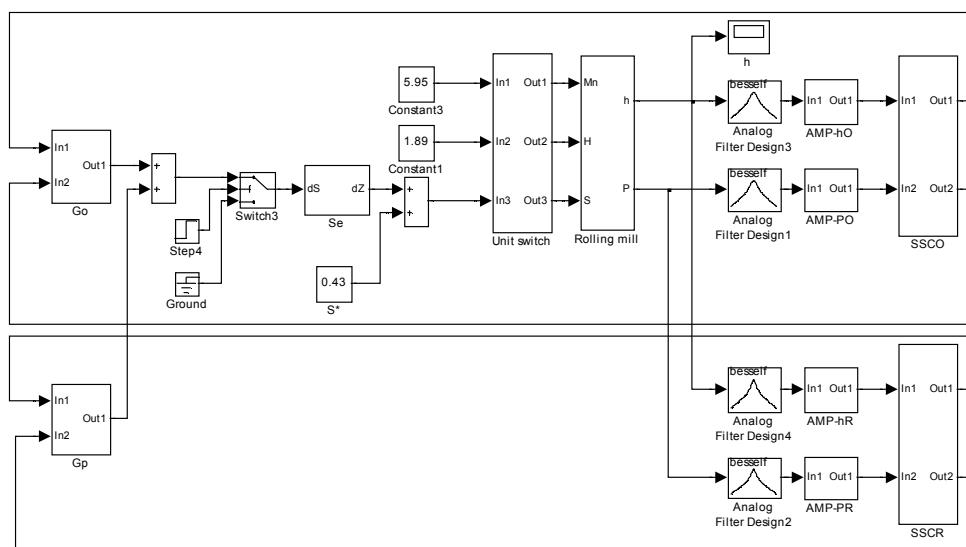 In1
In2
Out1
Go
+
+
Step4
Ground
Switch3
dS
dZ
Se
5.95
Constant3
1.89
Constant1
0.43
S*
+
+
In1
In2
In3
Out1
Out2
Out3
Unit switch
Mn
H
S
h
P
Rolling mill
h
besself
Analog
Filter Design3
In1 Out1
AMP-hO
besself
Analog
Filter Design1
In1 Out1
AMP-PO
In1 Out1
In2 Out2
SSCO
In1
In2
Out1
Gp
besself
Analog
Filter Design4
In1 Out1
AMP-hR
besself
Analog
Filter Design2
In1 Out1
AMP-PR
In1 Out1
In2 Out2
SSCR